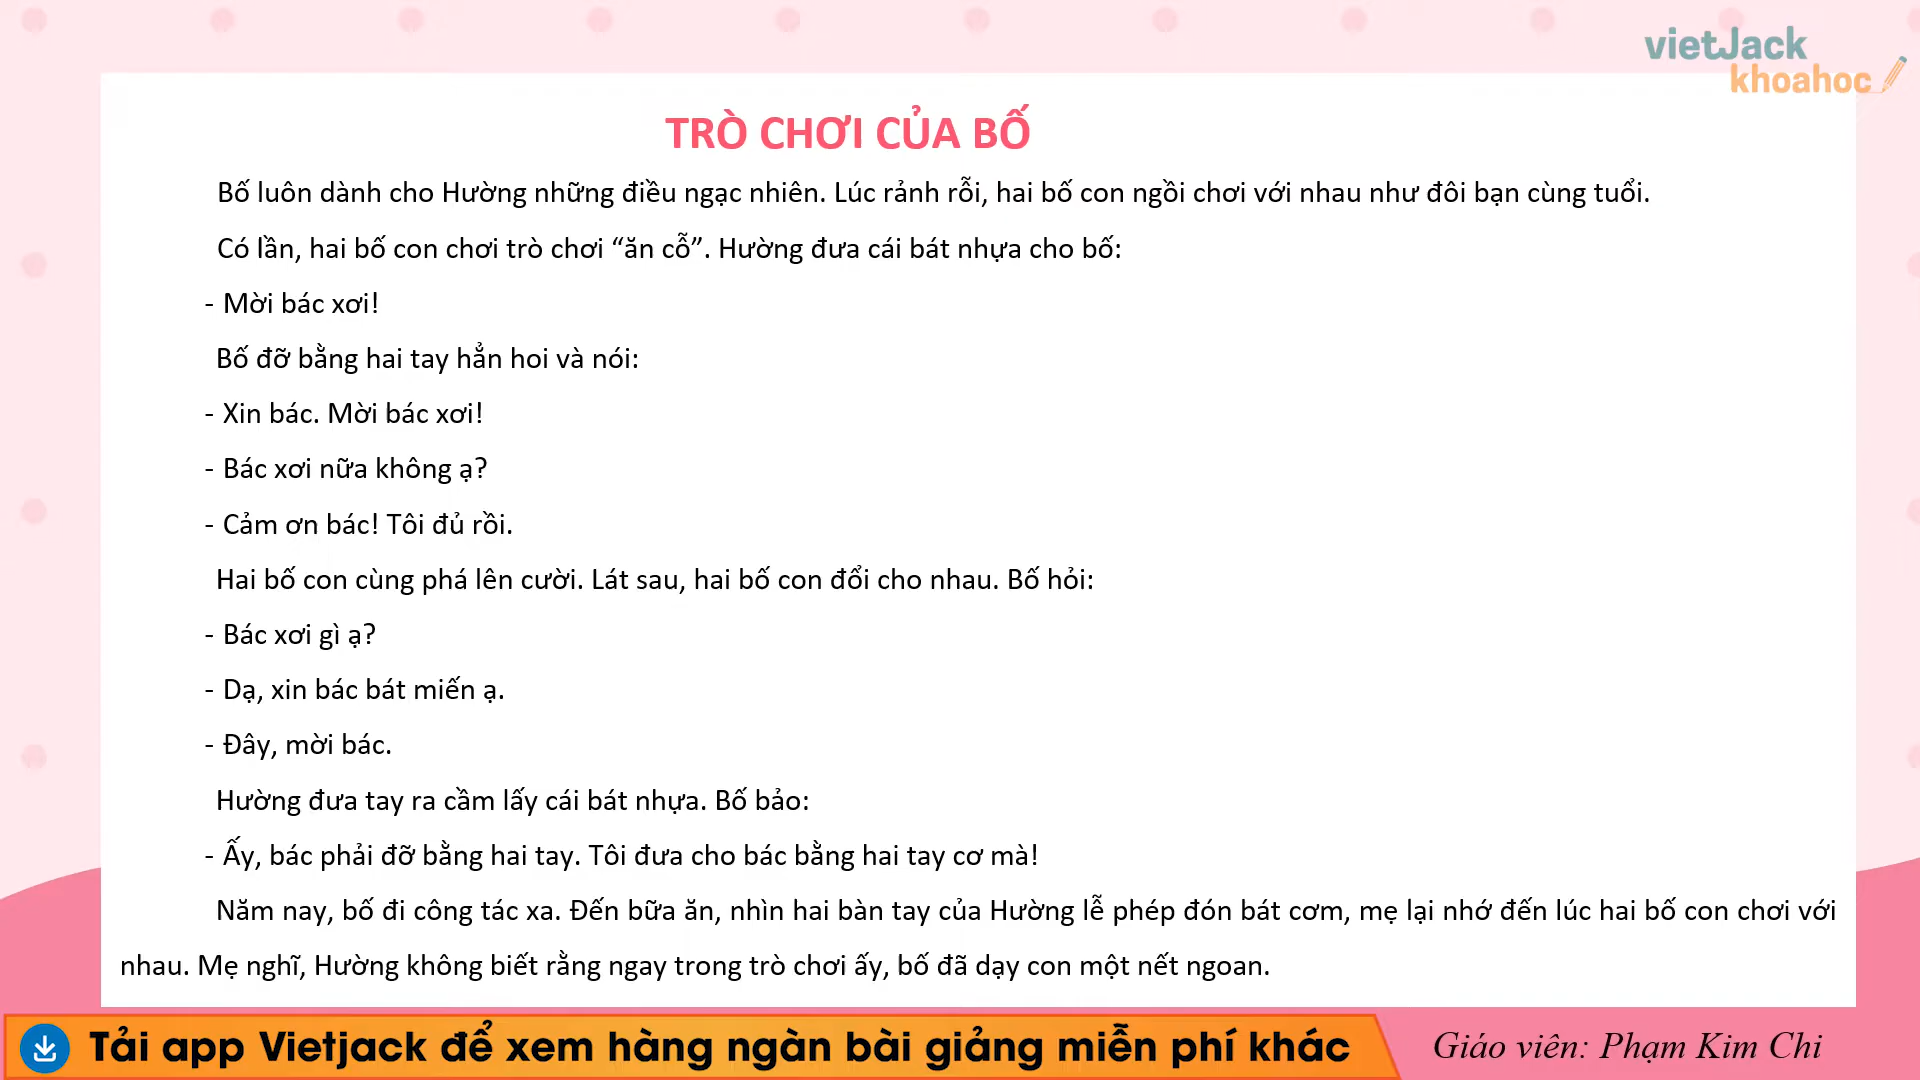 vietJack
khoahoc
TRÒ CHƠI CỦA BỐ
Bố luôn dành cho Hường những điều ngạc nhiên. Lúc rảnh rỗi, hai bố con ngồi chơi với nhau như đôi bạn cùng tuổi.
Có lần, hai bố con chơi trò chơi “ăn cỗ”. Hường đưa cái bát nhựa cho bố:
- Mời bác xơi!
Bố đỡ bằng hai tay hẳn hoi và nói:
- Xin bác. Mời bác xơi!
- Bác xơi nữa không ạ?
- Cảm ơn bác! Tôi đủ rồi.
Hai bố con cùng phá lên cười. Lát sau, hai bố con đổi cho nhau. Bố hỏi:
- Bác xơi gì ạ?
- Dạ, xin bác bát miến ạ.
- Đây, mời bác.
Hường đưa tay ra cầm lấy cái bát nhựa. Bố bảo:
- Ấy, bác phải đỡ bằng hai tay. Tôi đưa cho bác bằng hai tay cơ mà!
Năm nay, bố đi công tác xa. Đến bữa ăn, nhìn hai bàn tay của Hường lễ phép đón bát cơm, mẹ lại nhớ đến lúc hai bố con chơi với
nhau. Mẹ nghĩ, Hường không biết rằng ngay trong trò chơi ấy, bố đã dạy con một nết ngoan.
Tải app Vietjack để xem hàng ngàn bài giảng miễn phí khác
Giáo viên: Phạm Kim Chi